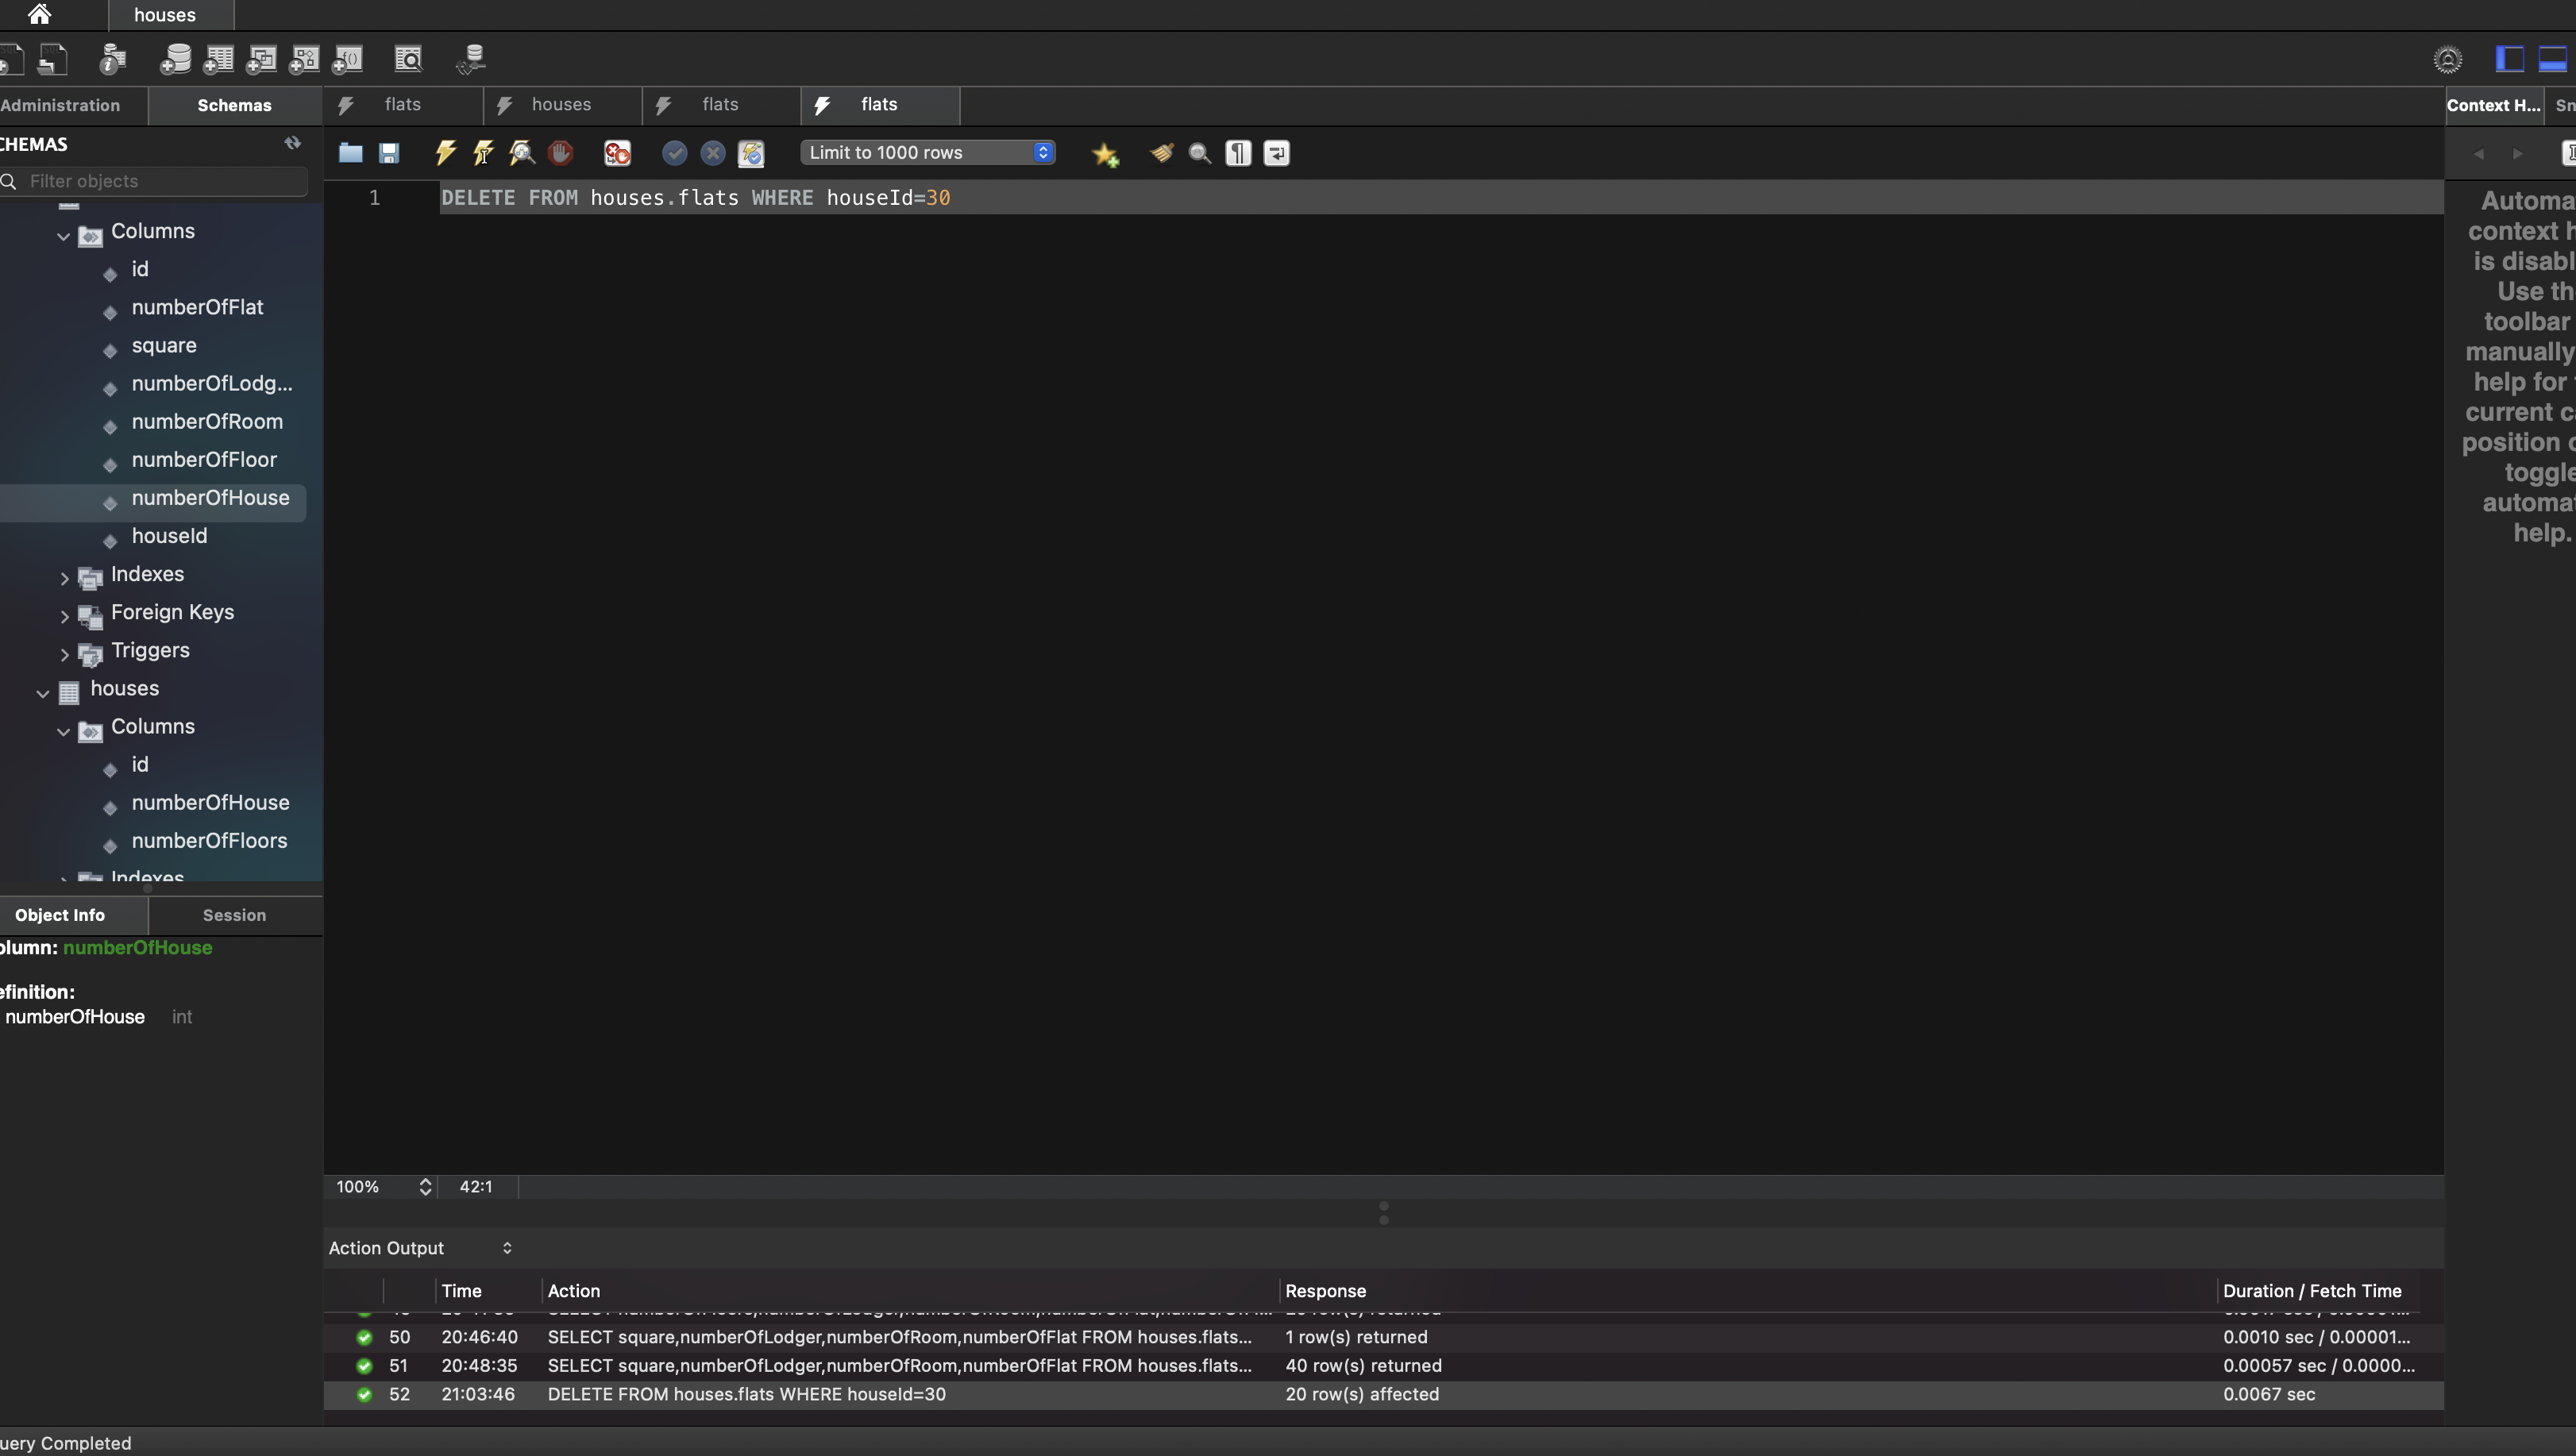 houses
Administration
Schemas
flats
houses
flats
flats
Context H...
Sn
CHEMAS
Limit to 1000 rows
Filter objects
1
DELETE FROM houses.flats WHERE houseId=30
Columns
id
numberOfFlat
square
numberOfLodg...
numberOfRoom
numberOfFloor
numberOfHouse
houseId
Indexes
Foreign Keys
Triggers
houses
Columns
id
numberOfHouse
numberOfFloors
Indexes
Automa
context h
is disabl
Use th
toolbar
manually
help for
current ca
position o
toggle
automat
help.
Object Info
Session
olumn: numberOfHouse
efinition:
numberOfHouse int
100%
42:1
Action Output
Time
Action
Response
Duration / Fetch Time
50 20:46:40 SELECT square,numberOfLodger,numberOfRoom,numberOfFlat FROM houses.flats... 1 row(s) returned 0.0010 sec / 0.00001...
51 20:48:35 SELECT square,numberOfLodger,numberOfRoom,numberOfFlat FROM houses.flats... 40 row(s) returned 0.00057 sec / 0.0000...
52 21:03:46 DELETE FROM houses.flats WHERE houseId=30 20 row(s) affected 0.0067 sec
uery Completed